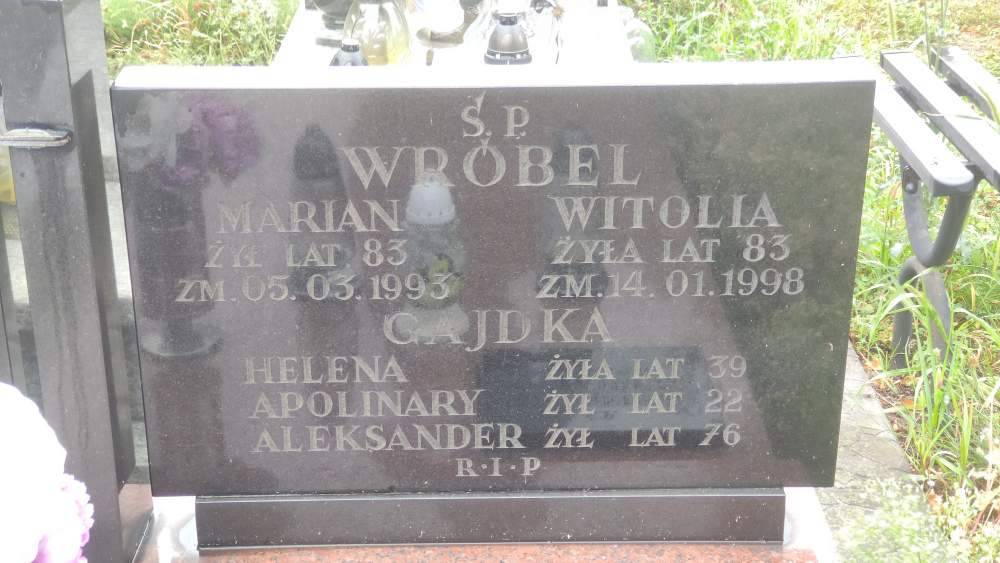 Ś.P.
WRÓBEL
MARIAN WITOLIA
ŻYŁ LAT 83 ŻYŁA LAT 83
ZM. 05. 03. 1993 ZM. 14. 01. 1998
GAJDKA
HELENA ŻYŁA LAT 39
APOLINARY ŻYŁ LAT 22
ALEKSANDER ŻYŁ LAT 76
R·I·P